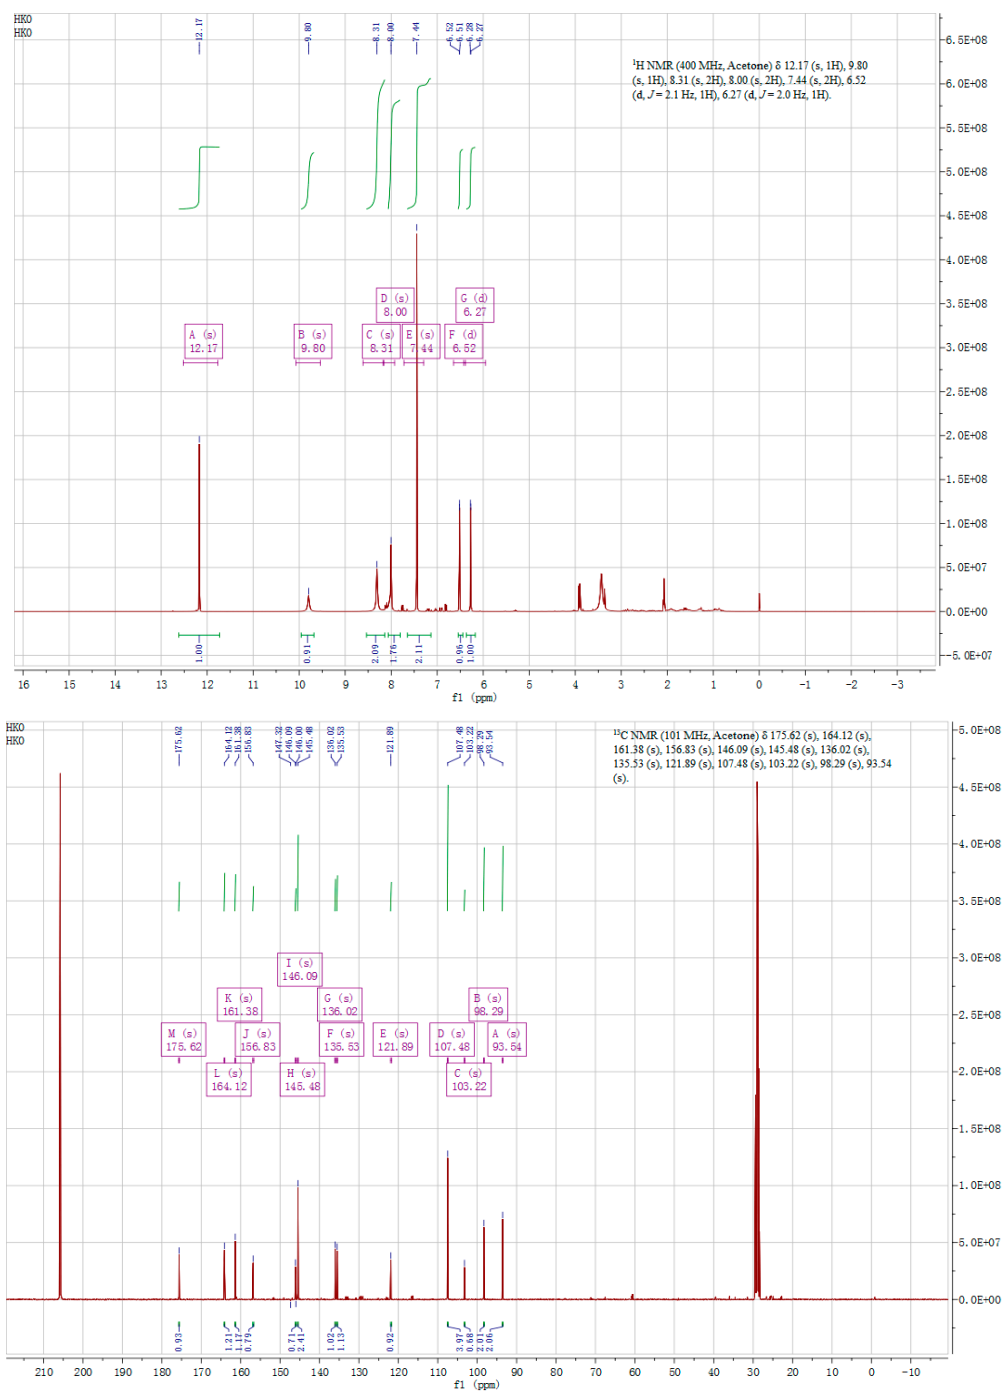 HKO
HKO
12.17
9.80
8.31
8.00
7.44
6.52
6.51
6.28
6.27
¹H NMR (400 MHz, Acetone) δ 12.17 (s, 1H), 9.80
(s, 1H), 8.31 (s, 2H), 8.00 (s, 2H), 7.44 (s, 2H), 6.52
(d, J = 2.1 Hz, 1H), 6.27 (d, J = 2.0 Hz, 1H).
6.5E+08
6.0E+08
5.5E+08
5.0E+08
4.5E+08
4.0E+08
3.5E+08
3.0E+08
2.5E+08
2.0E+08
1.5E+08
1.0E+08
5.0E+07
0.0E+00
-5.0E+07
D (s)
8.00
G (d)
6.27
A (s)
12.17
B (s)
9.80
C (s)
8.31
E (s)
7.44
F (d)
6.52
1.00
0.91
2.09
1.76
2.11
0.96
1.00
16 15 14 13 12 11 10 9 8 7 6 5 4 3 2 1 0 -1 -2 -3
f1 (ppm)
HKO
HKO
175.62
164.12
161.38
156.83
147.32
146.09
146.00
145.48
136.02
135.53
121.89
107.48
103.22
98.29
93.54
¹³C NMR (101 MHz, Acetone) δ 175.62 (s), 164.12 (s),
161.38 (s), 156.83 (s), 146.09 (s), 145.48 (s), 136.02 (s),
135.53 (s), 121.89 (s), 107.48 (s), 103.22 (s), 98.29 (s), 93.54
(s).
5.0E+08
4.5E+08
4.0E+08
3.5E+08
3.0E+08
2.5E+08
2.0E+08
1.5E+08
1.0E+08
5.0E+07
0.0E+00
I (s)
146.09
K (s)
161.38
G (s)
136.02
B (s)
98.29
M (s)
175.62
J (s)
156.83
F (s)
135.53
E (s)
121.89
D (s)
107.48
A (s)
93.54
L (s)
164.12
H (s)
145.48
C (s)
103.22
0.93
1.21
1.17
0.79
0.71
2.41
1.02
1.13
0.92
3.97
0.68
2.01
2.06
210 200 190 180 170 160 150 140 130 120 110 100 90 80 70 60 50 40 30 20 10 0 -10
f1 (ppm)